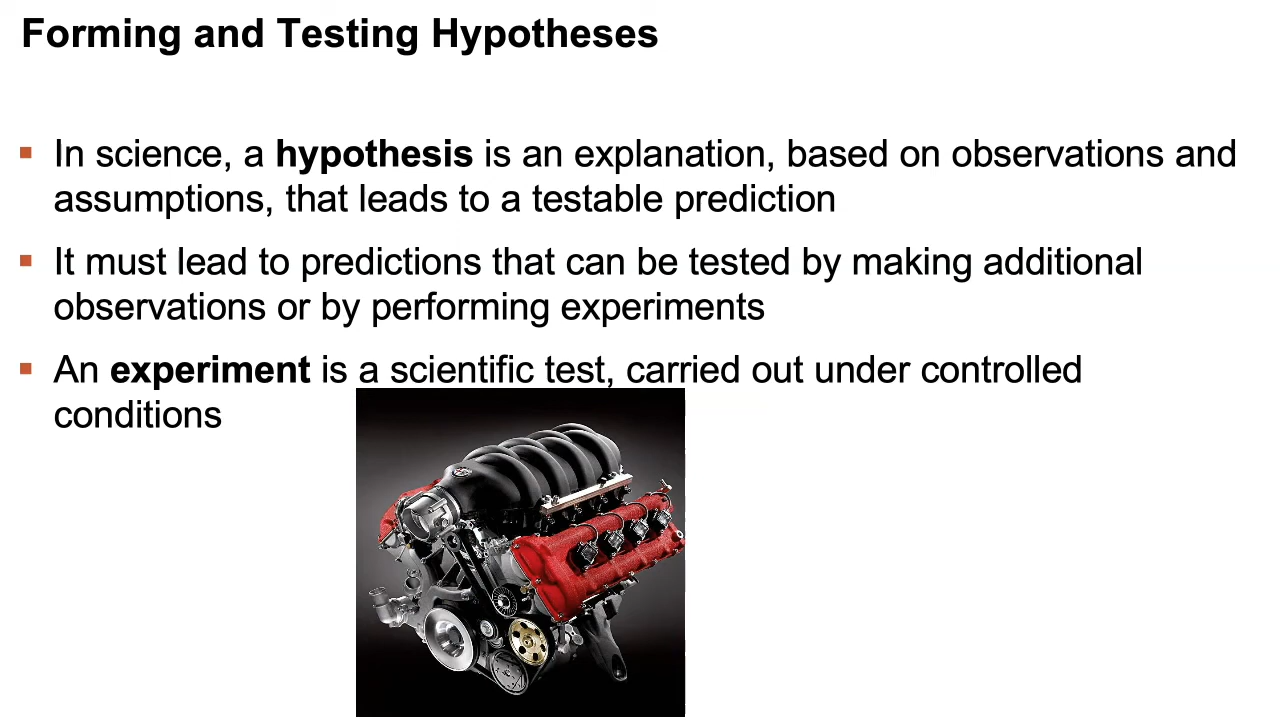 Forming and Testing Hypotheses
▪ In science, a hypothesis is an explanation, based on observations and
assumptions, that leads to a testable prediction
▪ It must lead to predictions that can be tested by making additional
observations or by performing experiments
▪ An experiment is a scientific test, carried out under controlled
conditions